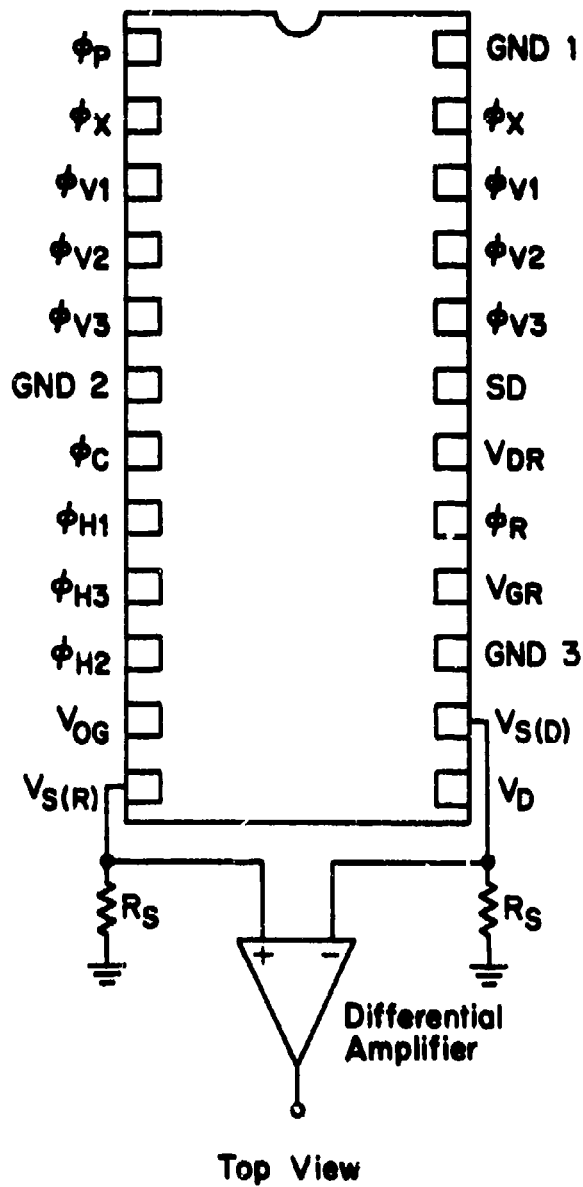 ϕP GND 1
ϕX ϕX
ϕV1 ϕV1
ϕV2 ϕV2
ϕV3 ϕV3
GND 2 SD
ϕC VDR
ϕH1 ϕR
ϕH3 VGR
ϕH2 GND 3
VOG VS(D)
VS(R) VD
RS RS
+ −
Differential
Amplifier
Top View